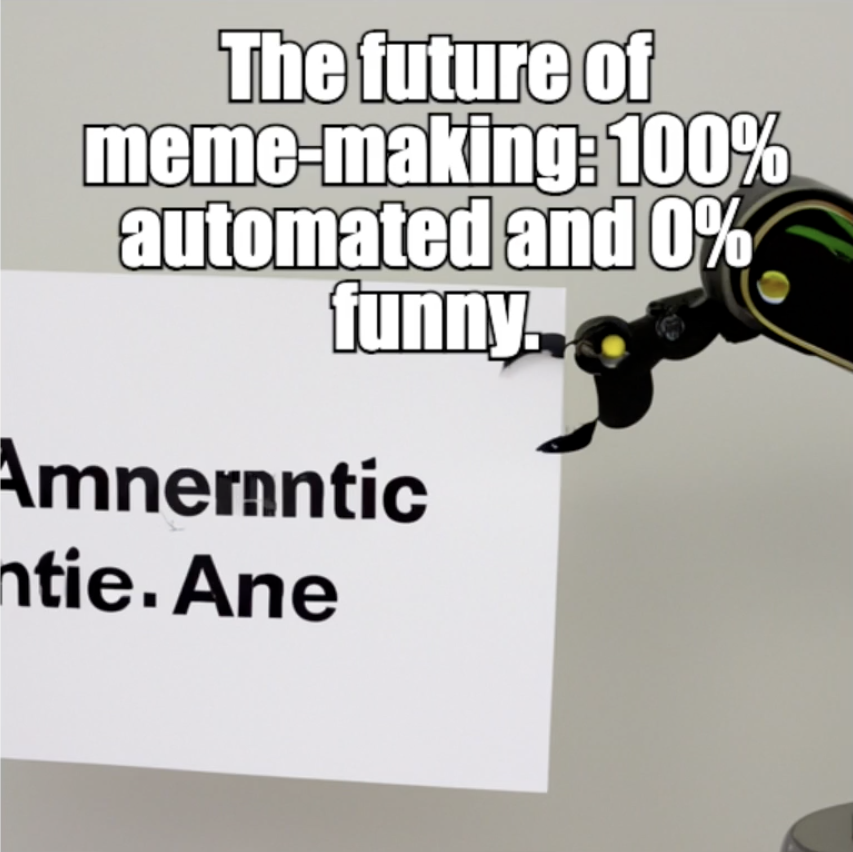 The future of
meme-making: 100%
automated and 0%
funny.
Amnernntic
ntie. Ane